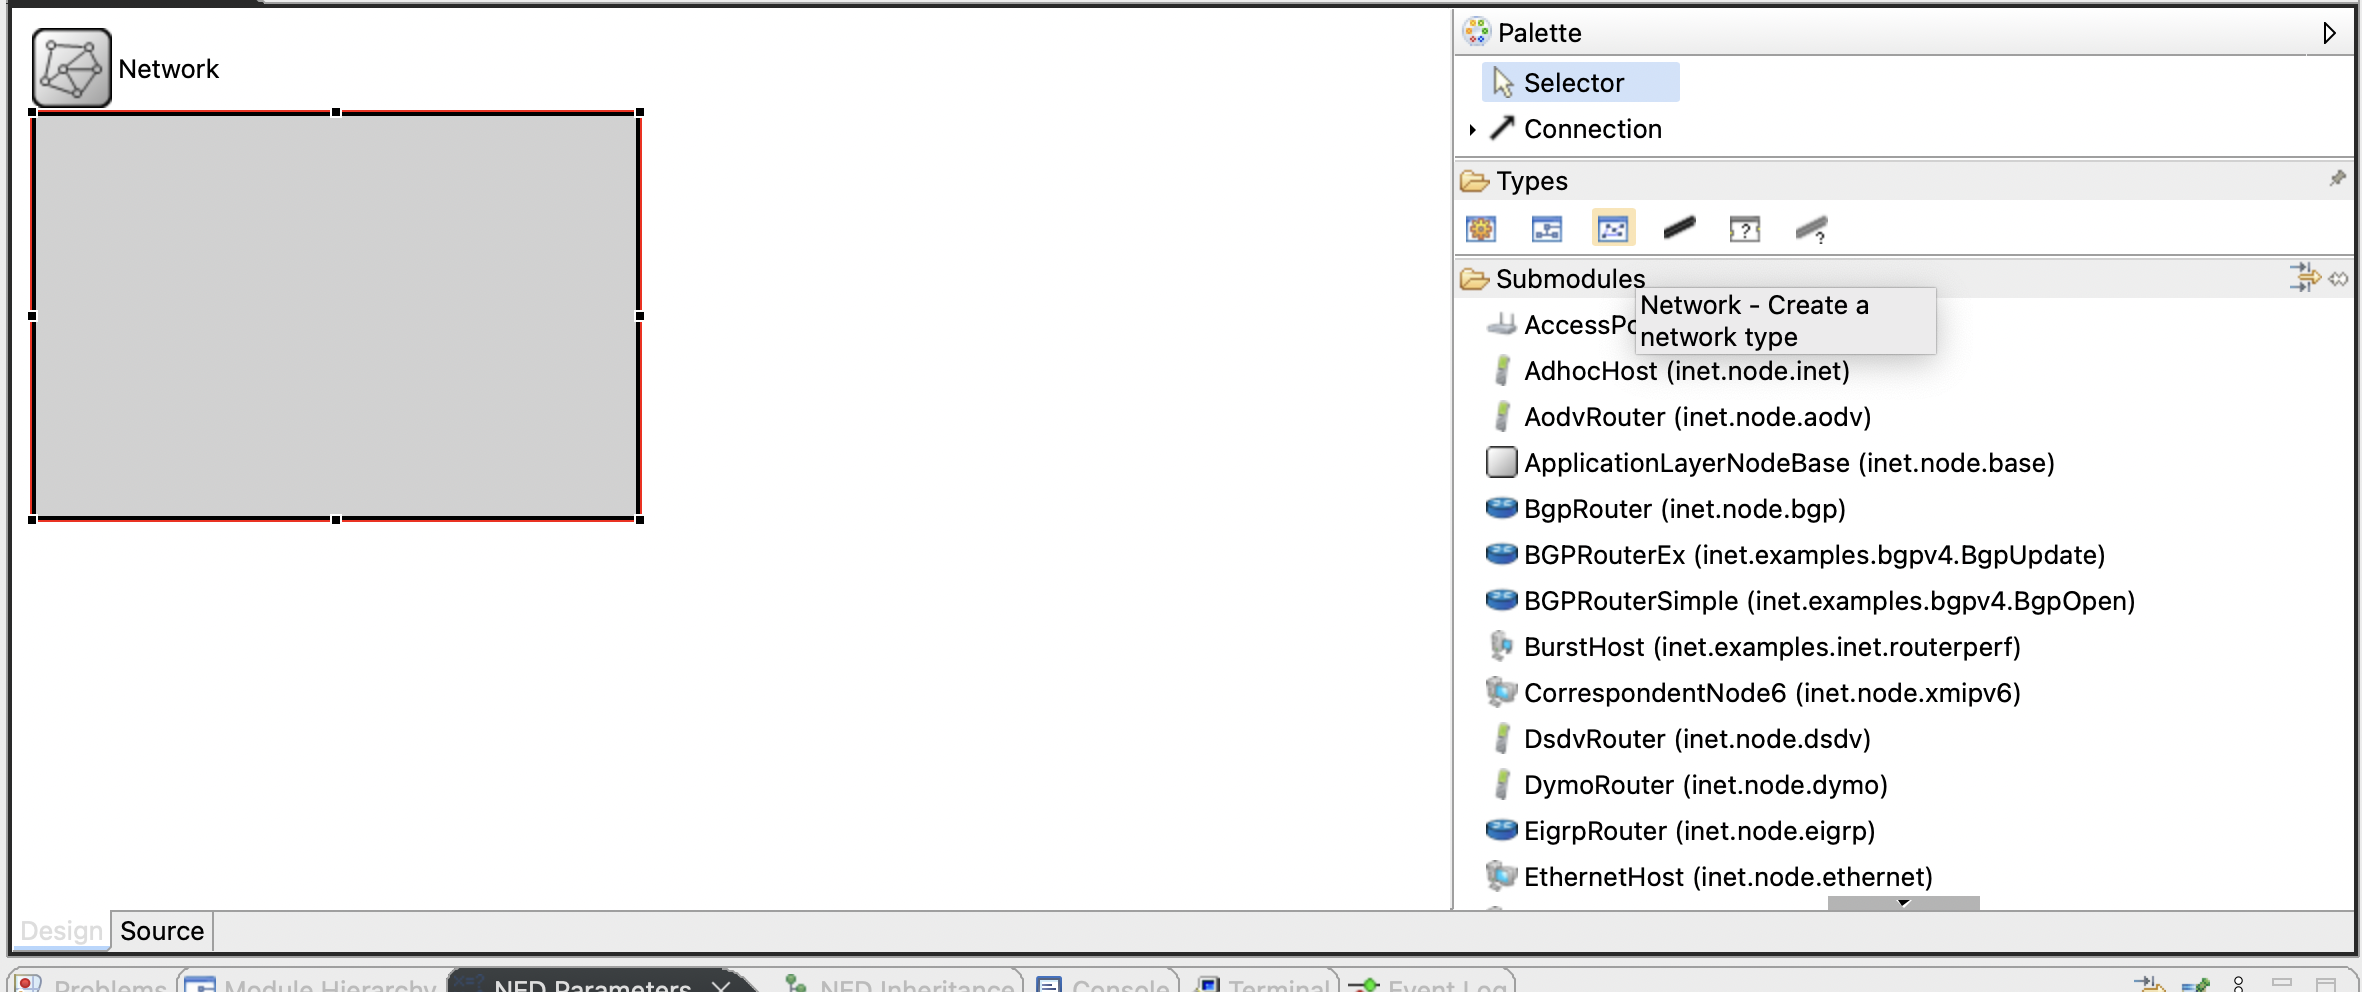 Network
Palette
Selector
Connection
Types
Submodules
Network - Create a
network type
AccessPo
AdhocHost (inet.node.inet)
AodvRouter (inet.node.aodv)
ApplicationLayerNodeBase (inet.node.base)
BgpRouter (inet.node.bgp)
BGPRouterEx (inet.examples.bgpv4.BgpUpdate)
BGPRouterSimple (inet.examples.bgpv4.BgpOpen)
BurstHost (inet.examples.inet.routerperf)
CorrespondentNode6 (inet.node.xmipv6)
DsdvRouter (inet.node.dsdv)
DymoRouter (inet.node.dymo)
EigrpRouter (inet.node.eigrp)
EthernetHost (inet.node.ethernet)
Design Source
Problems Module Hierarchy NED Parameters NED Inheritance Console Terminal Event Log